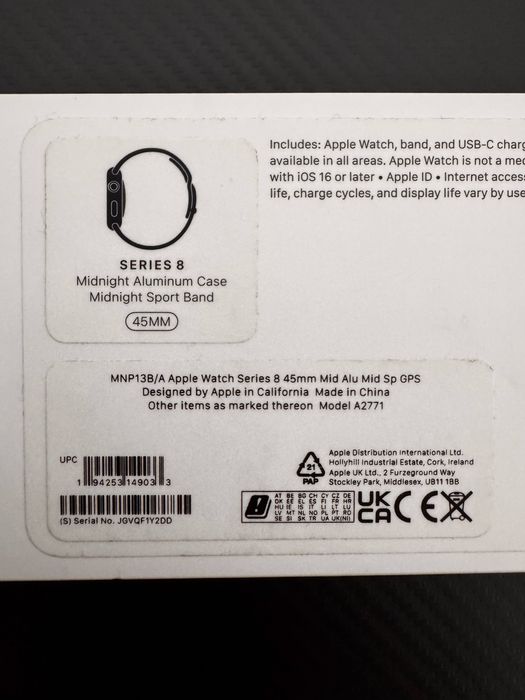 Includes: Apple Watch, band, and USB-C charg
available in all areas. Apple Watch is not a med
with iOS 16 or later • Apple ID • Internet access
life, charge cycles, and display life vary by use
SERIES 8
Midnight Aluminum Case
Midnight Sport Band
45MM
MNP13B/A Apple Watch Series 8 45mm Mid Alu Mid Sp GPS
Designed by Apple in California Made in China
Other items as marked thereon Model A2771
UPC
1 94253 14903 3
(S) Serial No. JGVQF1Y2DD
21
PAP
Apple Distribution International Ltd.
Hollyhill Industrial Estate, Cork, Ireland
Apple UK Ltd., 2 Furzeground Way
Stockley Park, Middlesex, UB11 1BB
AT BE BG CH CY CZ DE
DK EE EL ES FI FR HR
HU IE IS IT LI LT LU
LV MT NL NO PL PT RO
SE SI SK TR UA UK(NI)
UK
CA
CE